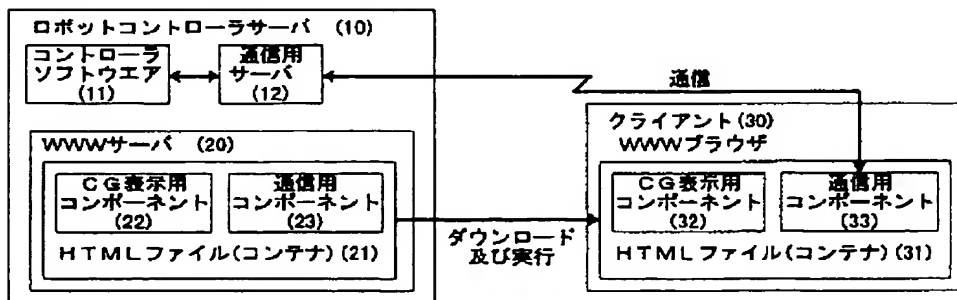 ロボットコントローラサーバ (10)
コントローラ
ソフトウエア
(11)
通信用
サーバ
(12)
通信
WWWサーバ (20)
CG表示用
コンポーネント
(22)
通信用
コンポーネント
(23)
HTMLファイル(コンテナ)(21)
ダウンロード
及び実行
クライアント(30)
WWWブラウザ
CG表示用
コンポーネント
(32)
通信用
コンポーネント
(33)
HTMLファイル(コンテナ)(31)